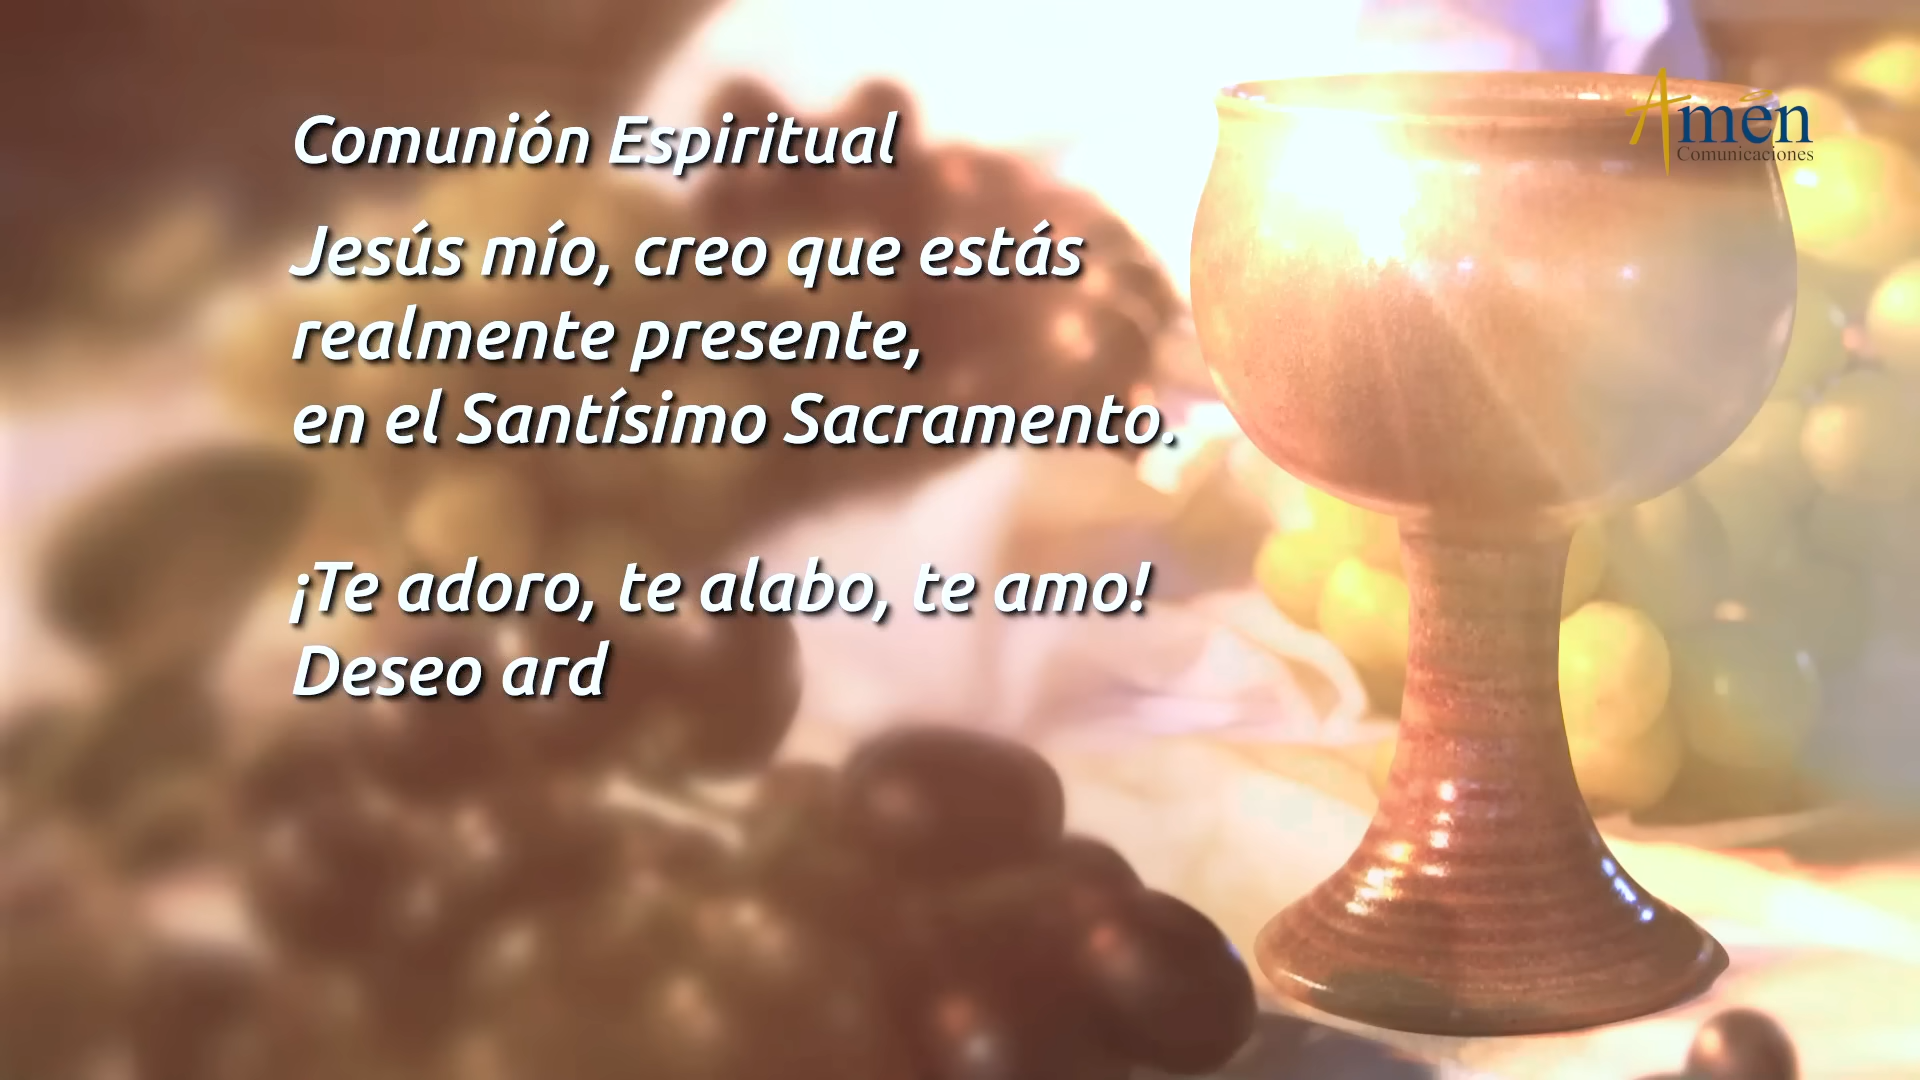 Comunión Espiritual
Jesús mío, creo que estás
realmente presente,
en el Santísimo Sacramento.
¡Te adoro, te alabo, te amo!
Deseo ard
Amén
Comunicaciones